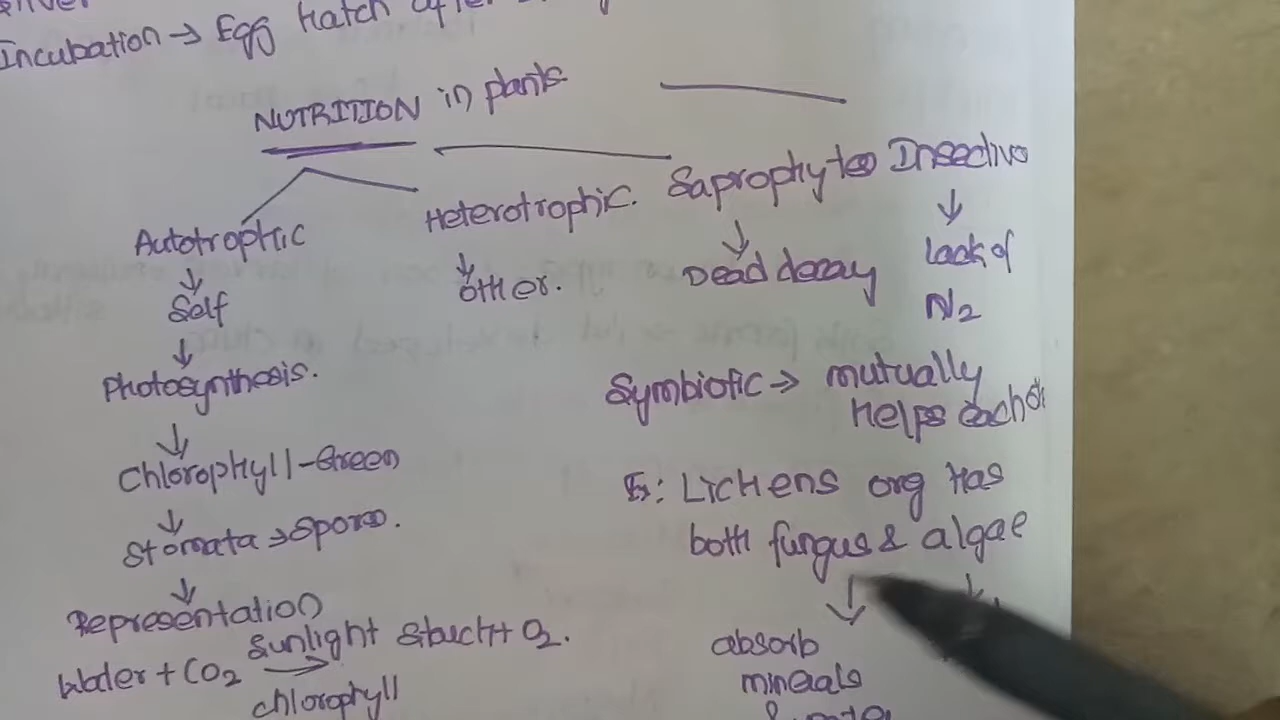 Incubation → Egg Hatch after
NUTRITION in plants
Autotrophic
↓
Self
↓
Photosynthesis.
↓
Chlorophyll - Green
↓
Stomata → Spores.
↓
Representation
Water + CO2 sunlight → chlorophyll Starch + O2.
Heterotrophic.
↓
other.
Saprophytes
↓
Dead decay
Insectivo
↓
Lack of
N2
Symbiotic → mutually
Helps each
Ex: Lichens org Has
both fungus & algae
↓ ↓
absorb
minerals